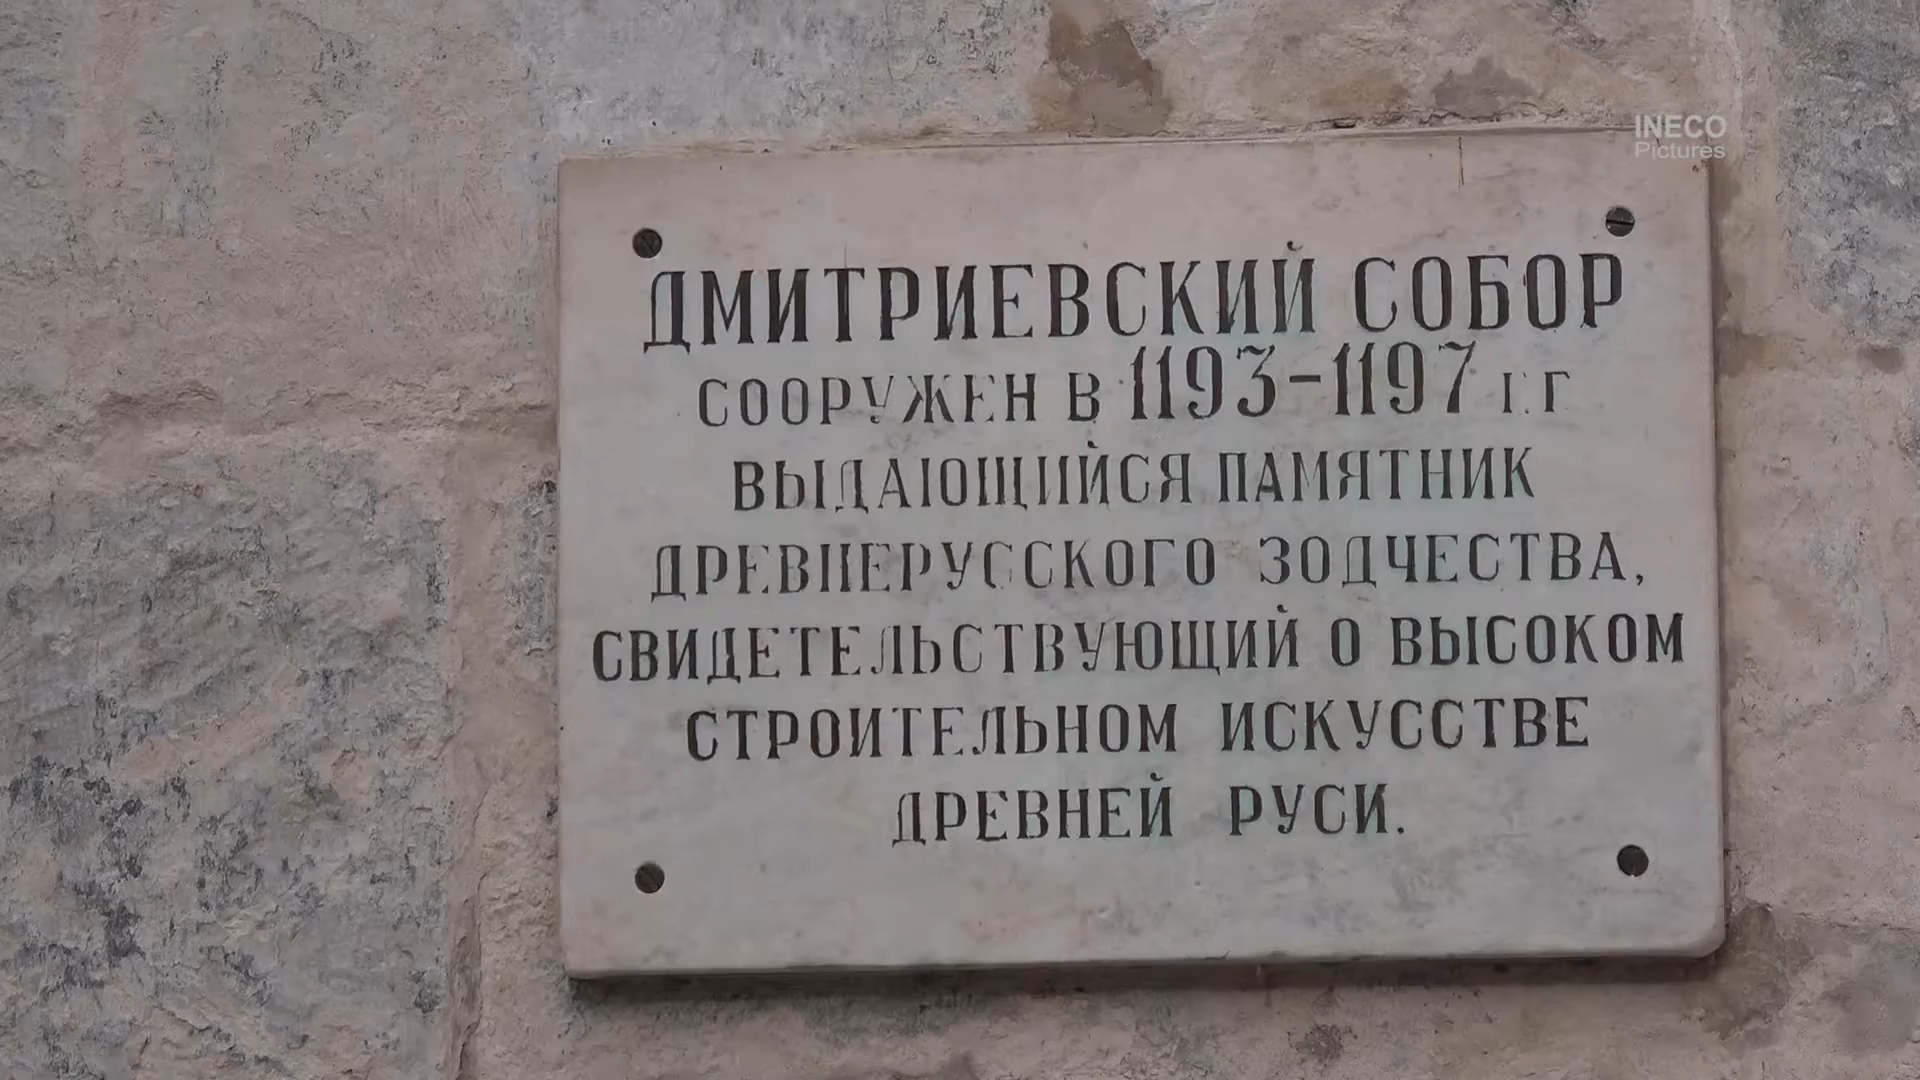 INECO
Pictures
ДМИТРИЕВСКИЙ СОБОР
СООРУЖЕН В 1193-1197 Г.Г
ВЫДАЮЩИЙСЯ ПАМЯТНИК
ДРЕВНЕРУССКОГО ЗОДЧЕСТВА,
СВИДЕТЕЛЬСТВУЮЩИЙ О ВЫСОКОМ
СТРОИТЕЛЬНОМ ИСКУССТВЕ
ДРЕВНЕЙ РУСИ.